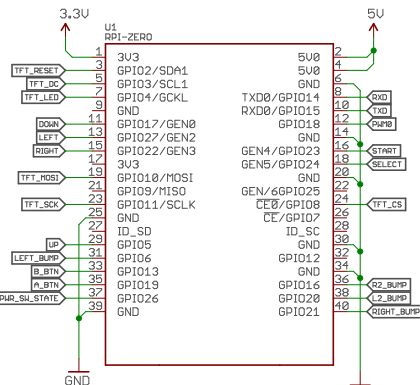 3.3V 5V
U1
RPI-ZERO
1 3V3 5V0 2
TFT_RESET 3 GPIO2/SDA1 5V0 4
TFT_DC 5 GPIO3/SCL1 GND 6
TFT_LED 7 GPIO4/GCKL TXD0/GPIO14 8 RXD
9 GND RXD0/GPIO15 10 TXD
DOWN 11 GPIO17/GEN0 GPIO18 12 PWM0
LEFT 13 GPIO27/GEN2 GND 14
RIGHT 15 GPIO22/GEN3 GEN4/GPIO23 16 START
17 3V3 GEN5/GPIO24 18 SELECT
TFT_MOSI 19 GPIO10/MOSI GND 20
21 GPIO9/MISO GEN/6GPIO25 22
TFT_SCK 23 GPIO11/SCLK CE0/GPIO8 24 TFT_CS
25 GND CE/GPIO7 26
27 ID_SD ID_SC 28
UP 29 GPIO5 GND 30
LEFT_BUMP 31 GPIO6 GPIO12 32
B_BTN 33 GPIO13 GND 34
A_BTN 35 GPIO19 GPIO16 36 R2_BUMP
PWR_SW_STATE 37 GPIO26 GPIO20 38 L2_BUMP
39 GND GPIO21 40 RIGHT_BUMP
GND